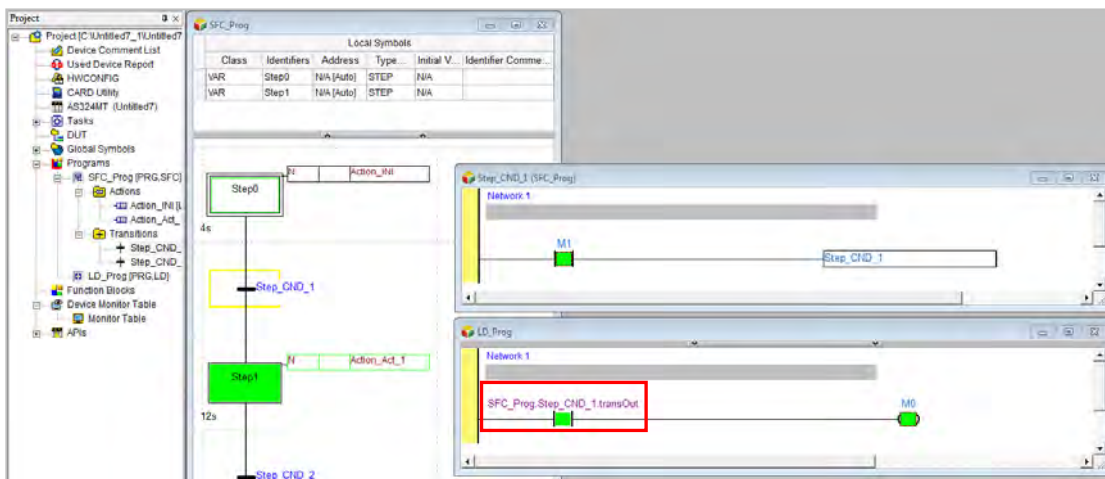 Project
Project [C:\Untitled7_1\Untitled7
Device Comment List
Used Device Report
HWCONFIG
CARD Utility
AS324MT (Untitled7)
Tasks
DUT
Global Symbols
Programs
SFC_Prog [PRG,SFC]
Actions
Action_INI [L
Action_Act_
Transitions
Step_CND_
Step_CND_
LD_Prog [PRG,LD]
Function Blocks
Device Monitor Table
Monitor Table
APIs
SFC_Prog
Local Symbols
Class Identifiers Address Type... Initial V... Identifier Comme...
VAR Step0 N/A [Auto] STEP N/A
VAR Step1 N/A [Auto] STEP N/A
N Action_INI
Step0
4s
Step_CND_1
N Action_Act_1
Step1
12s
Step_CND_2
Step_CND_1 (SFC_Prog)
Network 1
M1
Step_CND_1
LD_Prog
Network 1
SFC_Prog.Step_CND_1.transOut
M0